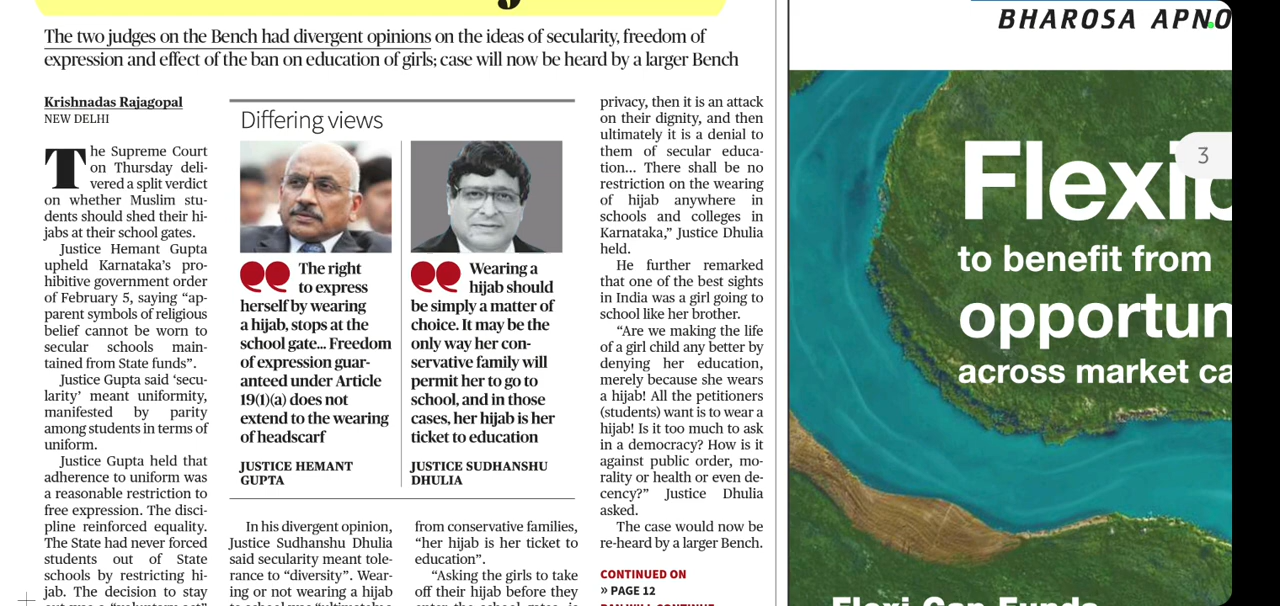 The two judges on the Bench had divergent opinions on the ideas of secularity, freedom of
expression and effect of the ban on education of girls; case will now be heard by a larger Bench
Krishnadas Rajagopal
NEW DELHI
The Supreme Court
on Thursday deli-
vered a split verdict
on whether Muslim stu-
dents should shed their hi-
jabs at their school gates.
Justice Hemant Gupta
upheld Karnataka's pro-
hibitive government order
of February 5, saying “ap-
parent symbols of religious
belief cannot be worn to
secular schools main-
tained from State funds”.
Justice Gupta said ‘secu-
larity’ meant uniformity,
manifested by parity
among students in terms of
uniform.
Justice Gupta held that
adherence to uniform was
a reasonable restriction to
free expression. The disci-
pline reinforced equality.
The State had never forced
students out of State
schools by restricting hi-
jab. The decision to stay
Differing views
The right
to express
herself by wearing
a hijab, stops at the
school gate... Freedom
of expression guar-
anteed under Article
19(1)(a) does not
extend to the wearing
of headscarf
JUSTICE HEMANT
GUPTA
Wearing a
hijab should
be simply a matter of
choice. It may be the
only way her con-
servative family will
permit her to go to
school, and in those
cases, her hijab is her
ticket to education
JUSTICE SUDHANSHU
DHULIA
In his divergent opinion,
Justice Sudhanshu Dhulia
said secularity meant tole-
rance to “diversity”. Wear-
ing or not wearing a hijab
from conservative families,
“her hijab is her ticket to
education”.
“Asking the girls to take
off their hijab before they
privacy, then it is an attack
on their dignity, and then
ultimately it is a denial to
them of secular educa-
tion... There shall be no
restriction on the wearing
of hijab anywhere in
schools and colleges in
Karnataka,” Justice Dhulia
held.
He further remarked
that one of the best sights
in India was a girl going to
school like her brother.
“Are we making the life
of a girl child any better by
denying her education,
merely because she wears
a hijab! All the petitioners
(students) want is to wear a
hijab! Is it too much to ask
in a democracy? How is it
against public order, mo-
rality or health or even de-
cency?” Justice Dhulia
asked.
The case would now be
re-heard by a larger Bench.
CONTINUED ON
» PAGE 12
BHAROSA APNO
3
Flexib
to benefit from
opportun
across market ca
Flexi Cap Funds